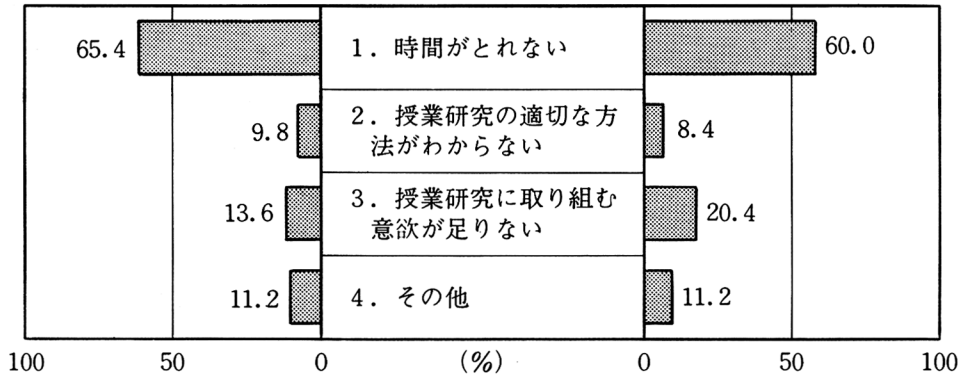 65.4 1. 時間がとれない 60.0
9.8 2. 授業研究の適切な方 8.4
法がわからない
13.6 3. 授業研究に取り組む 20.4
意欲が足りない
11.2 4. その他 11.2
100 50 0 (%) 0 50 100